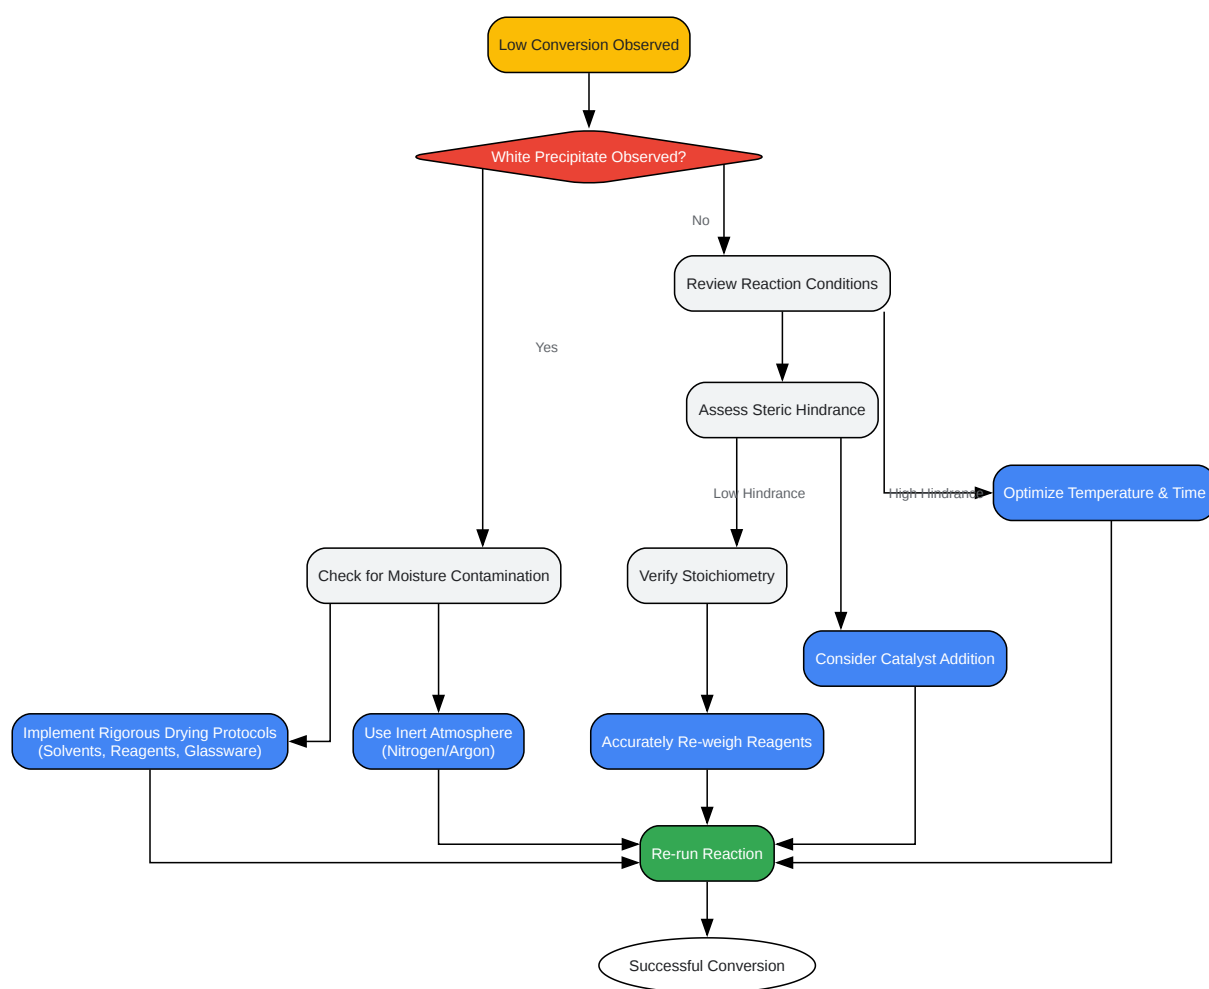 Low Conversion Observed
White Precipitate Observed?
No
Review Reaction Conditions
Yes
Assess Steric Hindrance
Low Hindrance
High Hindrance
Optimize Temperature & Time
Check for Moisture Contamination
Verify Stoichiometry
Consider Catalyst Addition
Implement Rigorous Drying Protocols
(Solvents, Reagents, Glassware)
Use Inert Atmosphere
(Nitrogen/Argon)
Accurately Re-weigh Reagents
Re-run Reaction
Successful Conversion